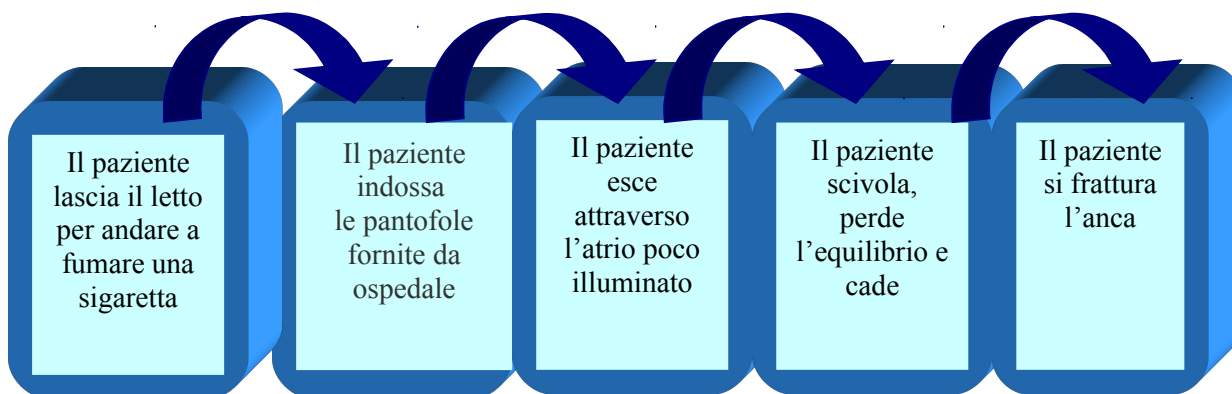 Il paziente
lascia il letto
per andare a
fumare una
sigaretta
Il paziente
indossa
le pantofole
fornite da
ospedale
Il paziente
esce
attraverso
l’atrio poco
illuminato
Il paziente
scivola,
perde
l’equilibrio e
cade
Il paziente
si frattura
l’anca